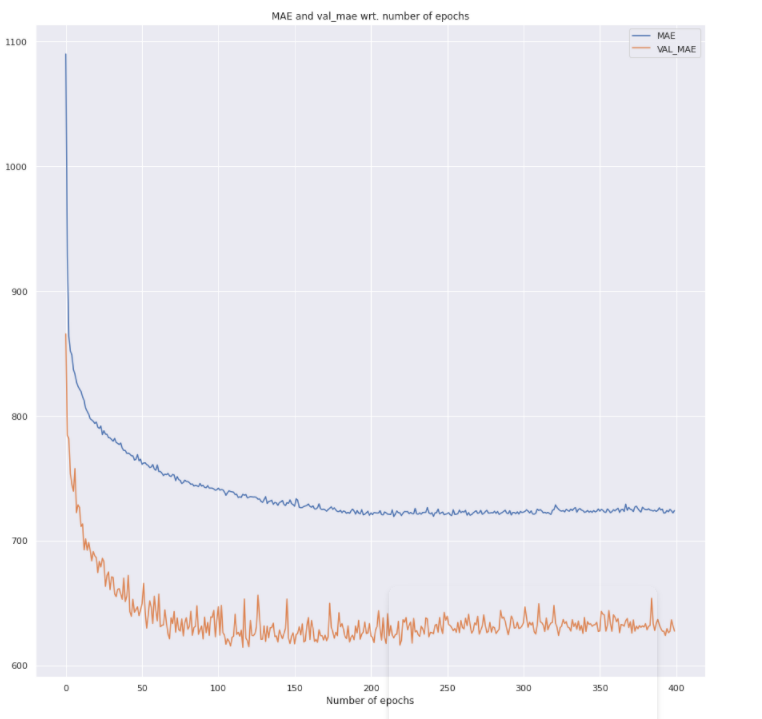 MAE and val_mae wrt. number of epochs
MAE
VAL_MAE
1100
1000
900
800
700
600
0 50 100 150 200 250 300 350 400
Number of epochs